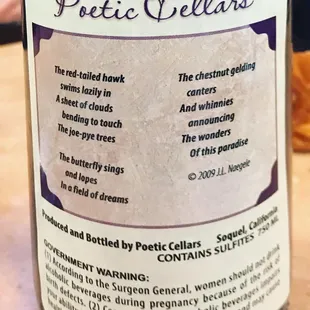 Poetic Cellars
The red-tailed hawk
swims lazily in
A sheet of clouds
bending to touch
The joe-pye trees
The butterfly sings
and lopes
In a field of dreams
The chestnut gelding
canters
And whinnies
announcing
The wonders
Of this paradise
© 2009 J.L. Naegele
Produced and Bottled by Poetic Cellars Soquel, California
CONTAINS SULFITES 750 ML
GOVERNMENT WARNING:
(1) According to the Surgeon General, women should not drink
alcoholic beverages during pregnancy because of the risk of
birth defects. (2) beverages impairs
your may cause